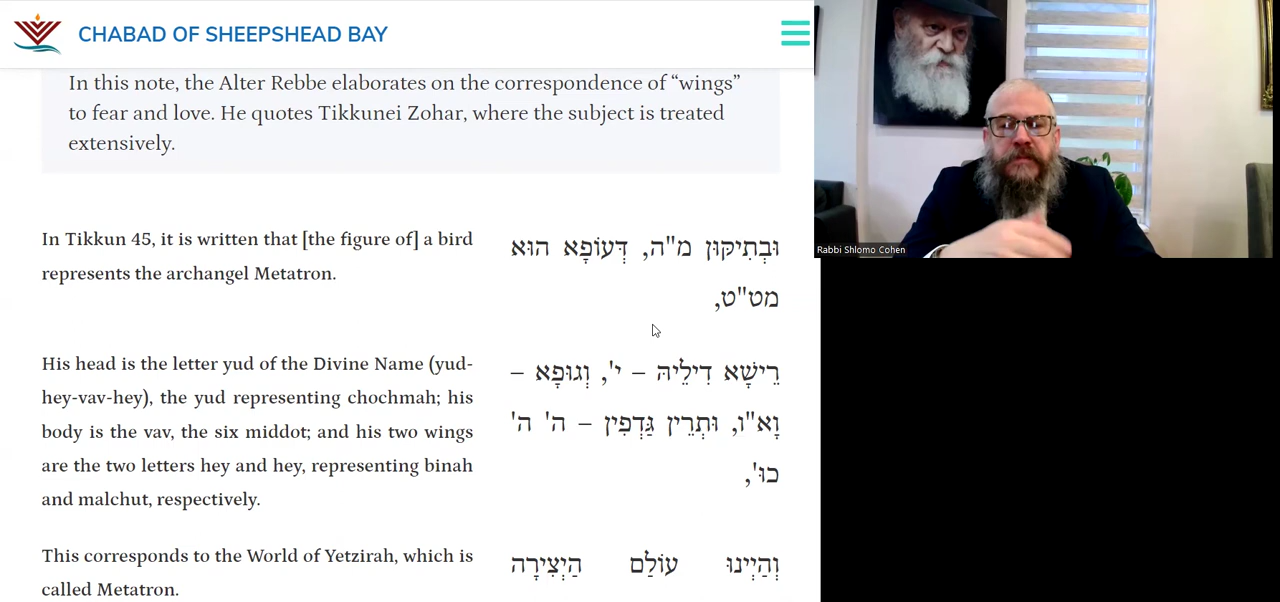 CHABAD OF SHEEPSHEAD BAY
In this note, the Alter Rebbe elaborates on the correspondence of “wings”
to fear and love. He quotes Tikkunei Zohar, where the subject is treated
extensively.
In Tikkun 45, it is written that [the figure of] a bird
represents the archangel Metatron.
וּבְתִיקּוּן מ"ה, דְּעוֹפָא הוּא
מט"ט,
His head is the letter yud of the Divine Name (yud-
hey-vav-hey), the yud representing chochmah; his
body is the vav, the six middot; and his two wings
are the two letters hey and hey, representing binah
and malchut, respectively.
רֵישָׁא דִילֵיהּ – י', וְגוּפָא –
וָא"ו, וּתְרֵין גַּדְפִין – ה' ה'
כוּ',
This corresponds to the World of Yetzirah, which is
called Metatron.
וְהַיְינוּ עוֹלַם הַיְצִירָה
Rabbi Shlomo Cohen